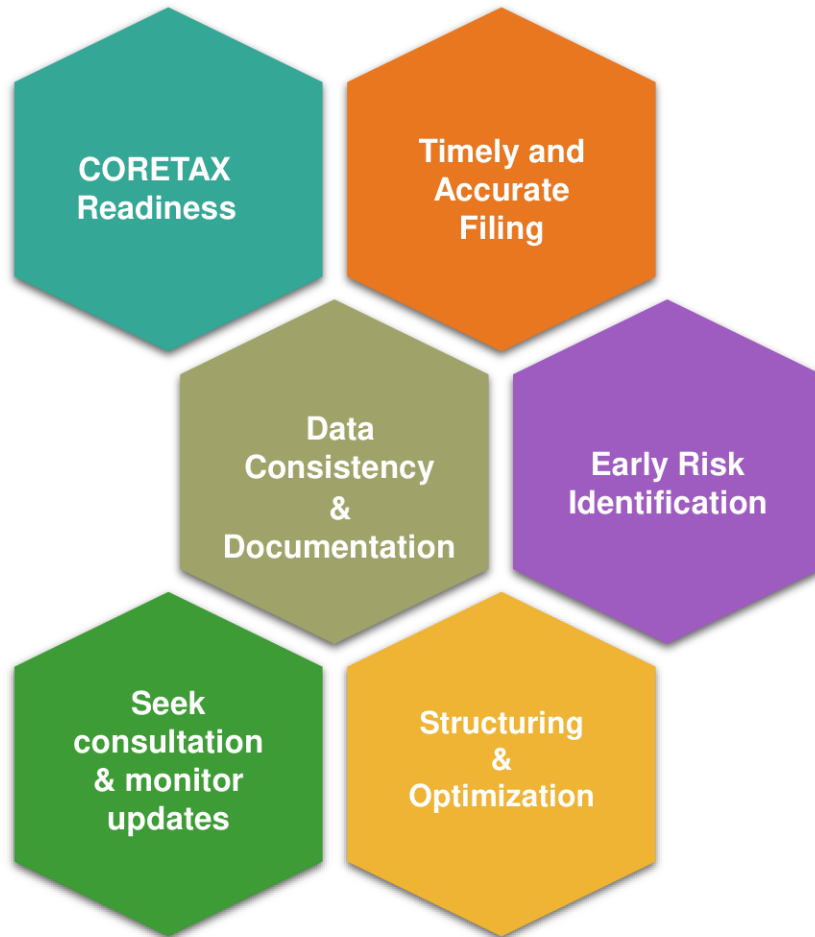 CORETAX
Readiness
Timely and
Accurate
Filing
Data
Consistency
&
Documentation
Early Risk
Identification
Seek
consultation
& monitor
updates
Structuring
&
Optimization